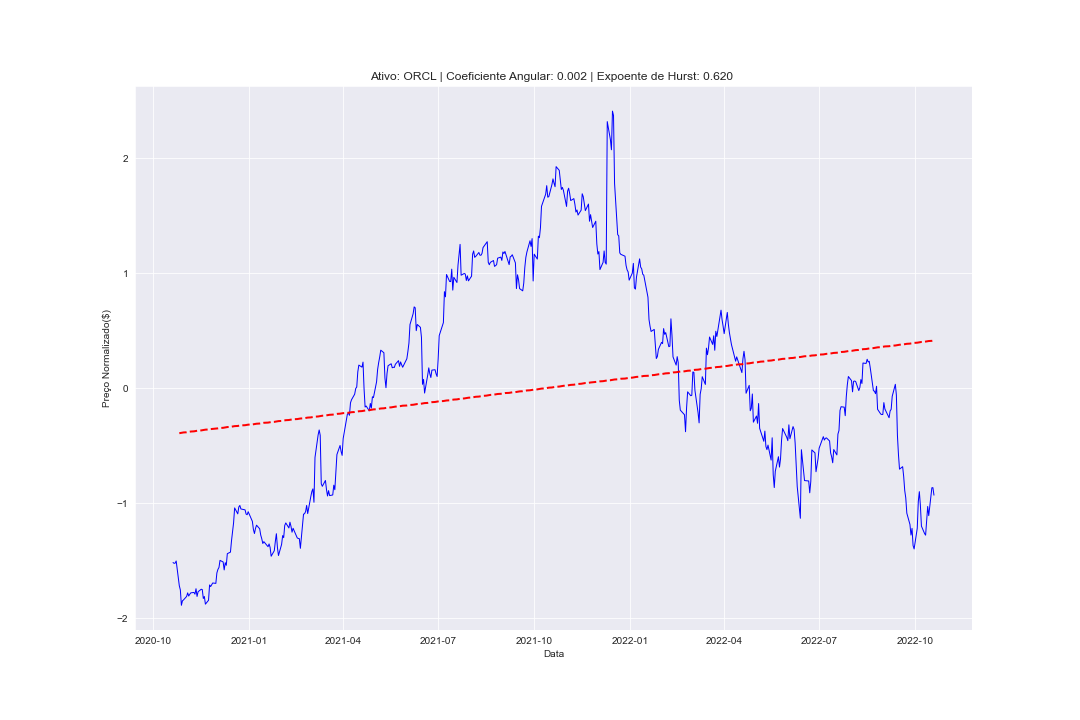 Ativo: ORCL | Coeficiente Angular: 0.002 | Expoente de Hurst: 0.620
2
1
0
−1
−2
Preço Normalizado($)
2020-10 2021-01 2021-04 2021-07 2021-10 2022-01 2022-04 2022-07 2022-10
Data